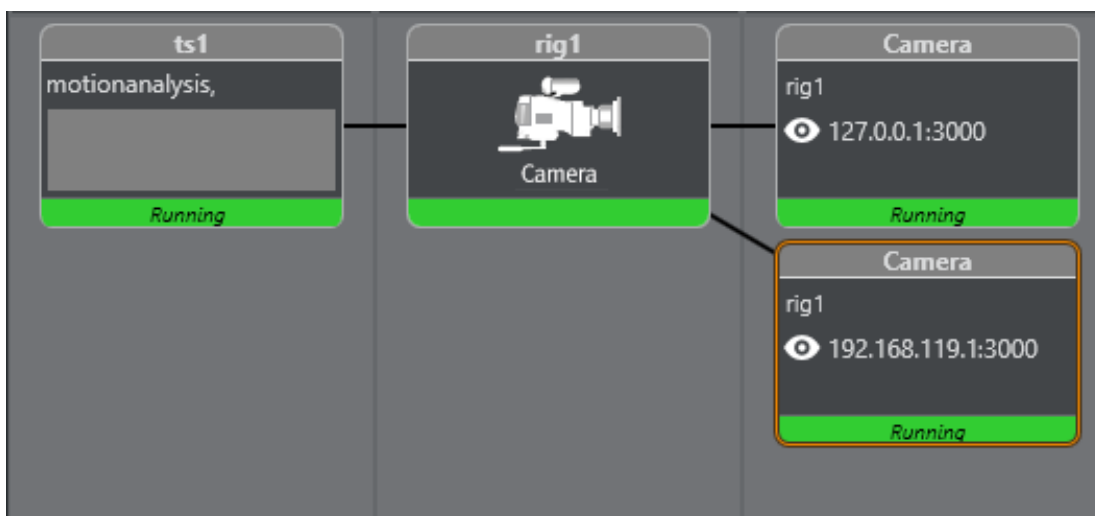 ts1
motionanalysis,
Running
rig1
Camera
Camera
rig1
127.0.0.1:3000
Running
Camera
rig1
192.168.119.1:3000
Running